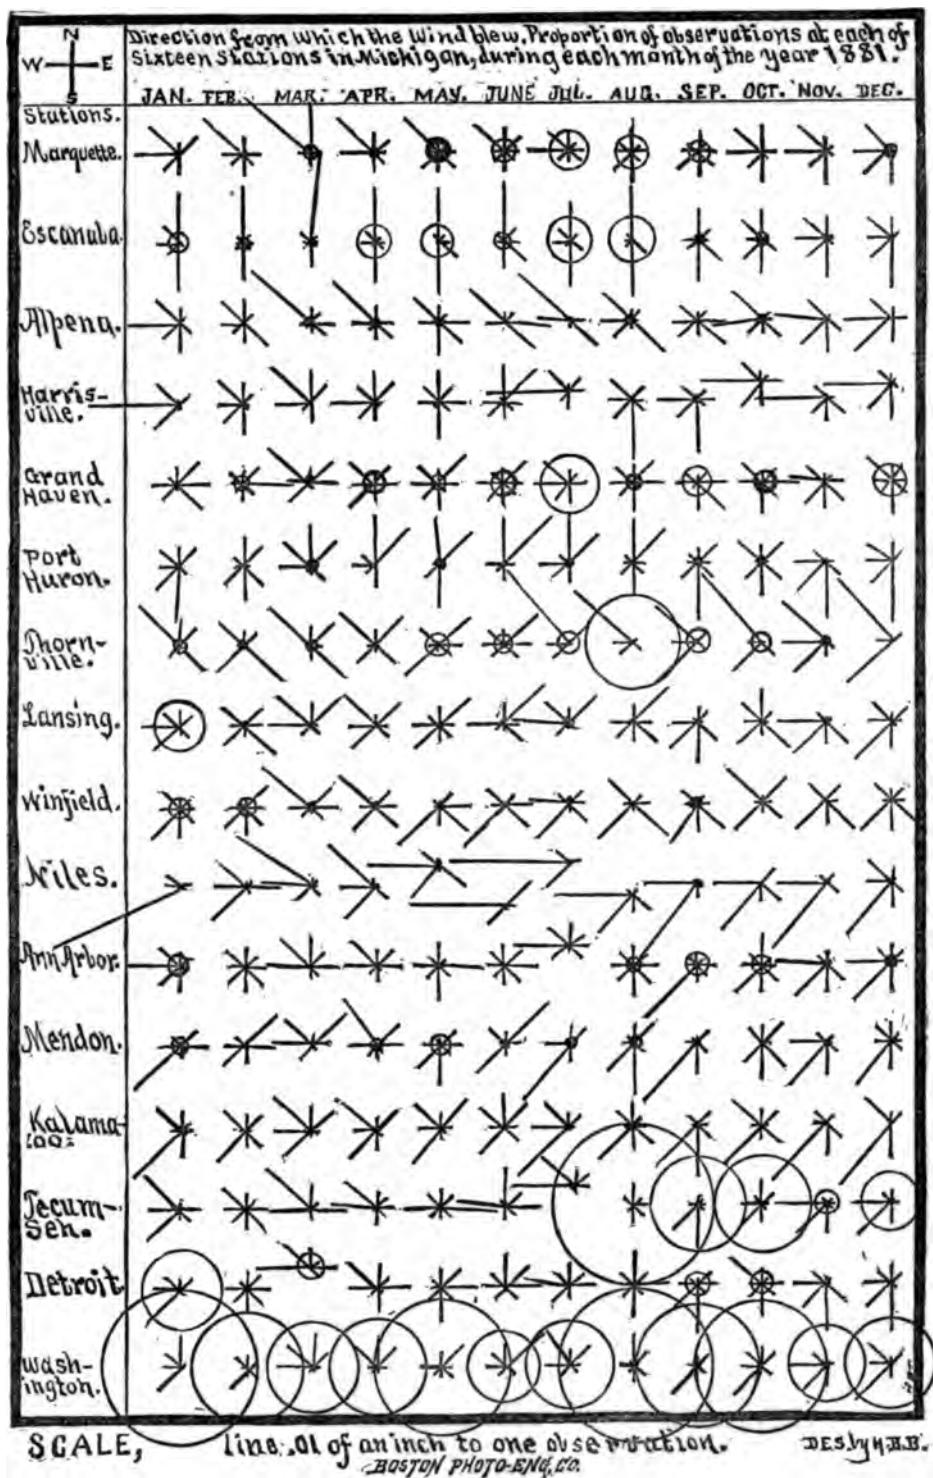 N
W E
S
Direction from which the Wind blew. Proportion of observations at each of
Sixteen Stations in Michigan, during each month of the year 1881.
JAN. FEB. MAR. APR. MAY. JUNE JUL. AUG. SEP. OCT. NOV. DEC.
Stations.
Marquette.
Escanaba.
Alpena.
Harris-
ville.
Grand
Haven.
Port
Huron.
Thorn-
ville.
Lansing.
Winfield.
Niles.
Ann Arbor.
Mendon.
Kalama-
zoo.
Tecum-
seh.
Detroit
Wash-
ington.
SCALE, line .01 of an inch to one observation. DES. by H.B.B.
BOSTON PHOTO-ENG. CO.